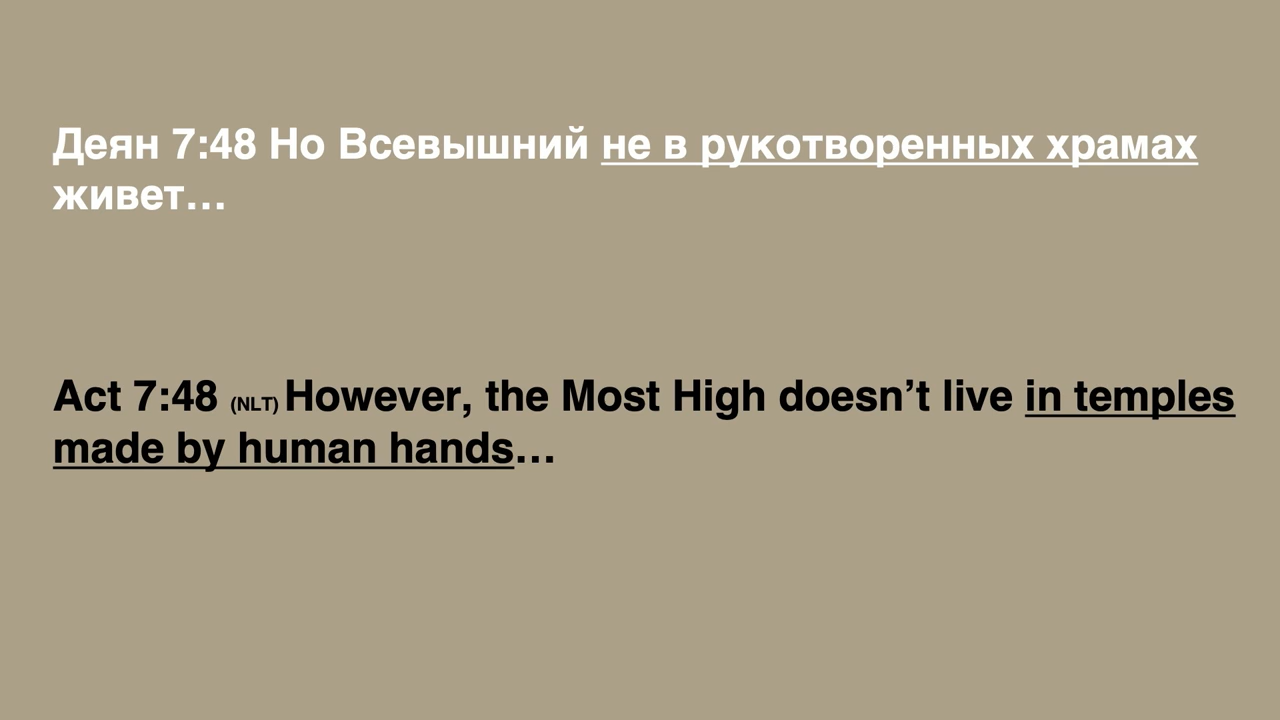 Деян 7:48 Но Всевышний не в рукотворенных храмах
живет…
Act 7:48 (NLT) However, the Most High doesn’t live in temples
made by human hands…